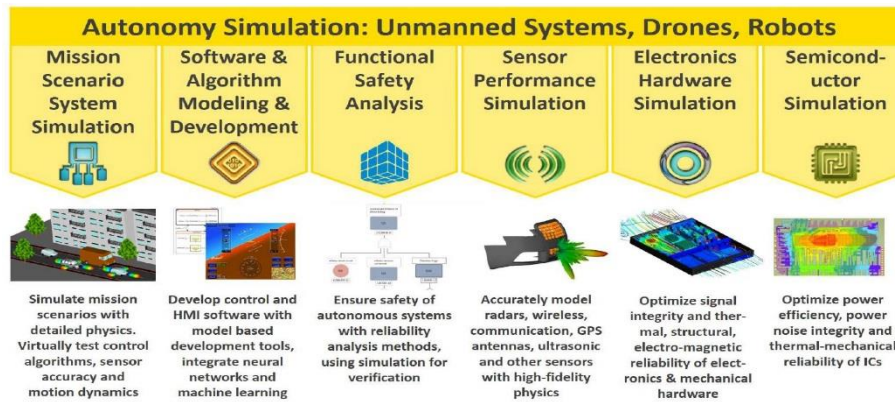 Autonomy Simulation: Unmanned Systems, Drones, Robots
Mission
Scenario
System
Simulation
Software &
Algorithm
Modeling &
Development
Functional
Safety
Analysis
Sensor
Performance
Simulation
Electronics
Hardware
Simulation
Semicond-
uctor
Simulation
Simulate mission
scenarios with
detailed physics.
Virtually test control
algorithms, sensor
accuracy and
motion dynamics
Develop control and
HMI software with
model based
development tools,
integrate neural
networks and
machine learning
Ensure safety of
autonomous systems
with reliability
analysis methods,
using simulation for
verification
Accurately model
radars, wireless,
communication, GPS
antennas, ultrasonic
and other sensors
with high-fidelity
physics
Optimize signal
integrity and ther-
mal, structural,
electro-magnetic
reliability of elect-
ronics & mechanical
hardware
Optimize power
efficiency, power
noise integrity and
thermal-mechanical
reliability of ICs